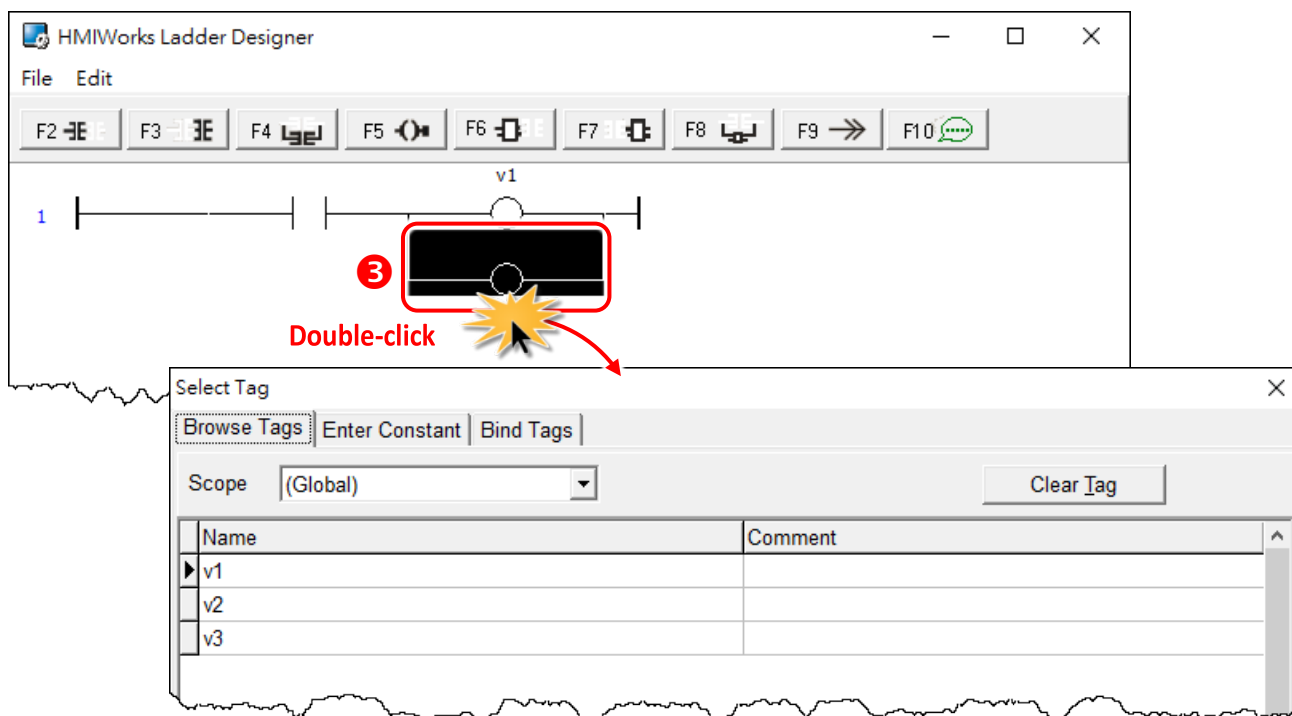 HMIWorks Ladder Designer
File Edit
F2 F3 F4 F5 F6 F7 F8 F9 F10
v1
1
3
Double-click
Select Tag
Browse Tags Enter Constant Bind Tags
Scope (Global) Clear Tag
Name Comment
v1
v2
v3